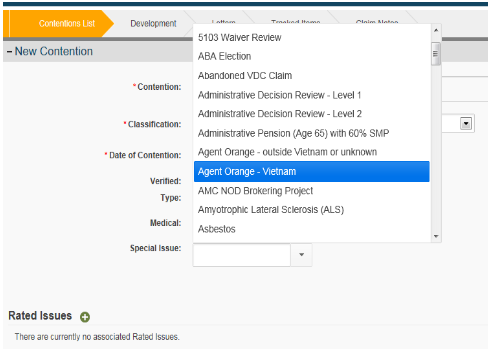 Contentions List
Development
Letters
Tracked Items
Claim Notes
– New Contention
* Contention:
* Classification:
* Date of Contention:
Verified:
Type:
Medical:
Special Issue:
5103 Waiver Review
ABA Election
Abandoned VDC Claim
Administrative Decision Review - Level 1
Administrative Decision Review - Level 2
Administrative Pension (Age 65) with 60% SMP
Agent Orange - outside Vietnam or unknown
Agent Orange - Vietnam
AMC NOD Brokering Project
Amyotrophic Lateral Sclerosis (ALS)
Asbestos
Rated Issues
There are currently no associated Rated Issues.